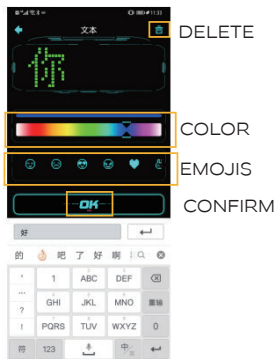 11:33
文本
DELETE
你
COLOR
EMOJIS
OK
CONFIRM
好
的 👌 吧 了 好 啊
1 ABC DEF
GHI JKL MNO 重输
?
! PQRS TUV WXYZ 0
符 123 中